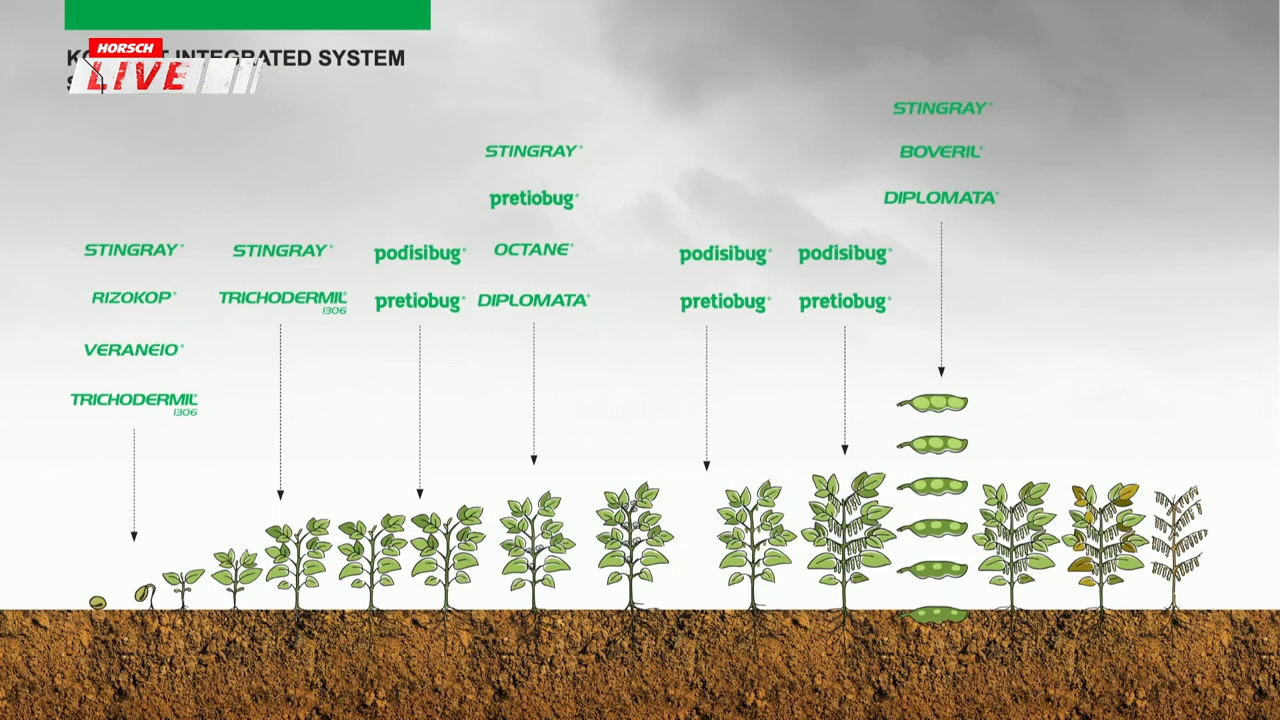 HORSCH
LIVE
INTEGRATED SYSTEM
STINGRAY®
RIZOKOP®
VERANEIO®
TRICHODERMIL®
1306
STINGRAY®
TRICHODERMIL®
1306
podisibug®
pretiobug®
STINGRAY®
pretiobug®
OCTANE®
DIPLOMATA®
podisibug®
pretiobug®
podisibug®
pretiobug®
STINGRAY®
BOVERIL®
DIPLOMATA®